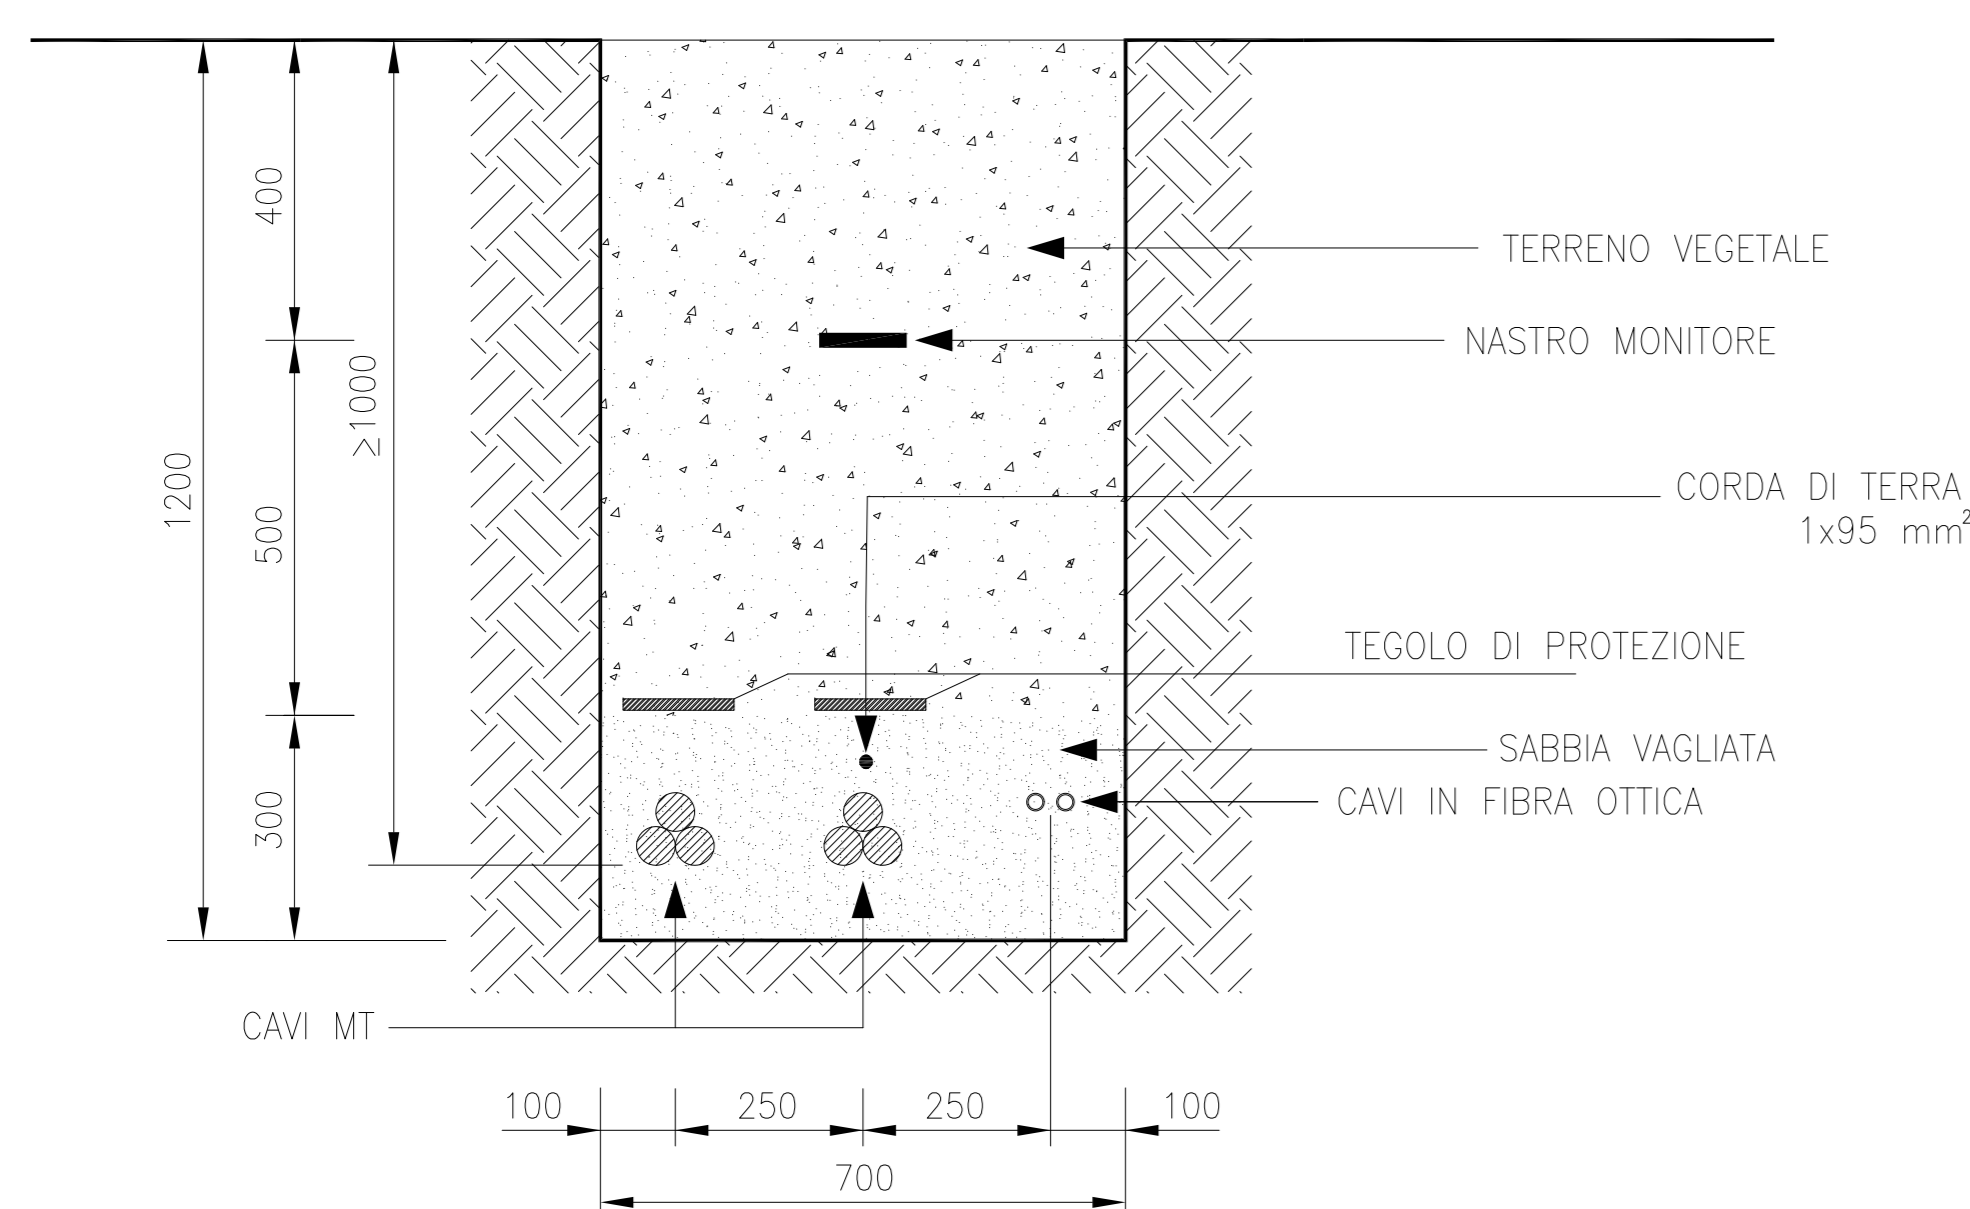 400
TERRENO VEGETALE
NASTRO MONITORE
≥1000
1200
CORDA DI TERRA
1x95 mm²
500
TEGOLO DI PROTEZIONE
SABBIA VAGLIATA
300
CAVI IN FIBRA OTTICA
CAVI MT
100 250 250 100
700